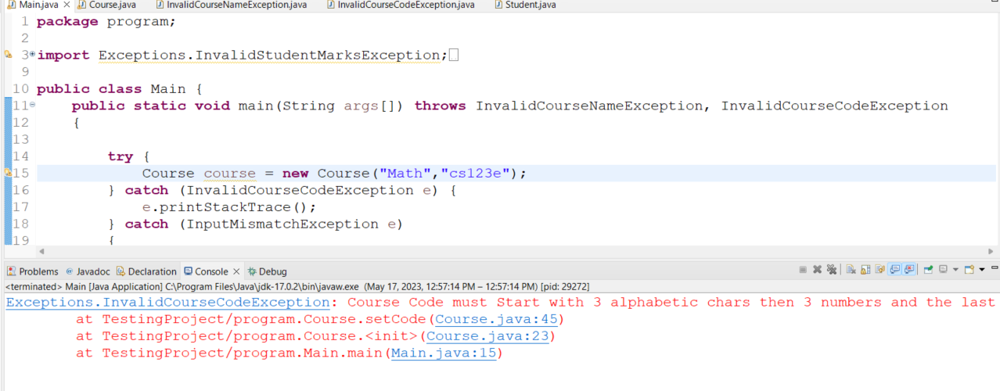 Main.java Course.java InvalidCourseNameException.java InvalidCourseCodeException.java Student.java
1 package program;
2
3 import Exceptions.InvalidStudentMarksException;
9
10 public class Main {
11 public static void main(String args[]) throws InvalidCourseNameException, InvalidCourseCodeException
12 {
13
14 try {
15 Course course = new Course("Math","cs123e");
16 } catch (InvalidCourseCodeException e) {
17 e.printStackTrace();
18 } catch (InputMismatchException e)
19 {
Problems @ Javadoc Declaration Console Debug
<terminated> Main [Java Application] C:\Program Files\Java\jdk-17.0.2\bin\javaw.exe (May 17, 2023, 12:57:14 PM – 12:57:14 PM) [pid: 29272]
Exceptions.InvalidCourseCodeException: Course Code must Start with 3 alphabetic chars then 3 numbers and the last
at TestingProject/program.Course.setCode(Course.java:45)
at TestingProject/program.Course.<init>(Course.java:23)
at TestingProject/program.Main.main(Main.java:15)